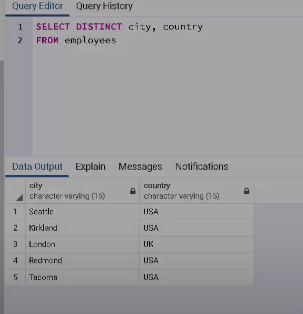 Query Editor Query History
1 SELECT DISTINCT city, country
2 FROM employees
Data Output Explain Messages Notifications
city country
character varying (15) character varying (15)
1 Seattle USA
2 Kirkland USA
3 London UK
4 Redmond USA
5 Tacoma USA